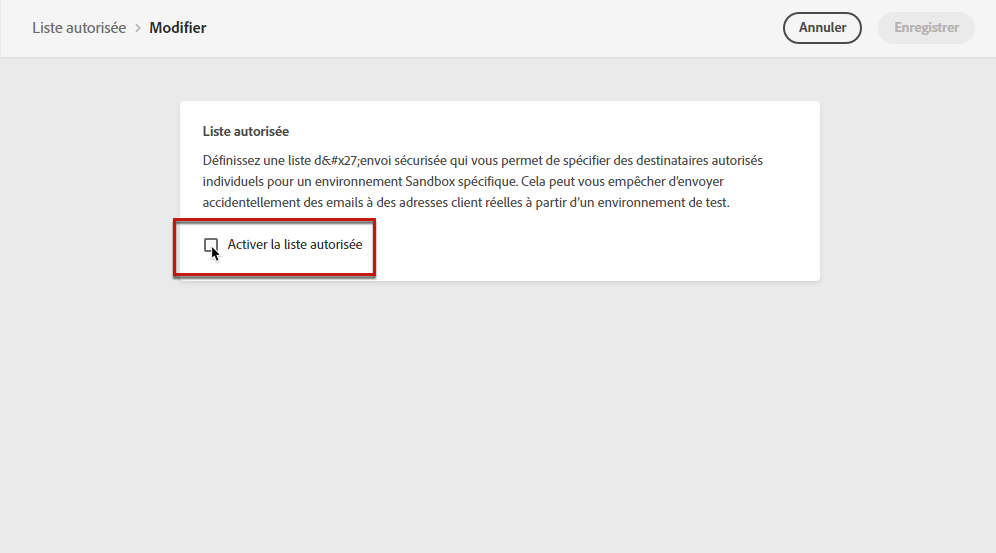 Liste autorisée > Modifier
Annuler
Enregistrer
Liste autorisée
Définissez une liste d&#x27;envoi sécurisée qui vous permet de spécifier des destinataires autorisés
individuels pour un environnement Sandbox spécifique. Cela peut vous empêcher d'envoyer
accidentellement des emails à des adresses client réelles à partir d'un environnement de test.
Activer la liste autorisée